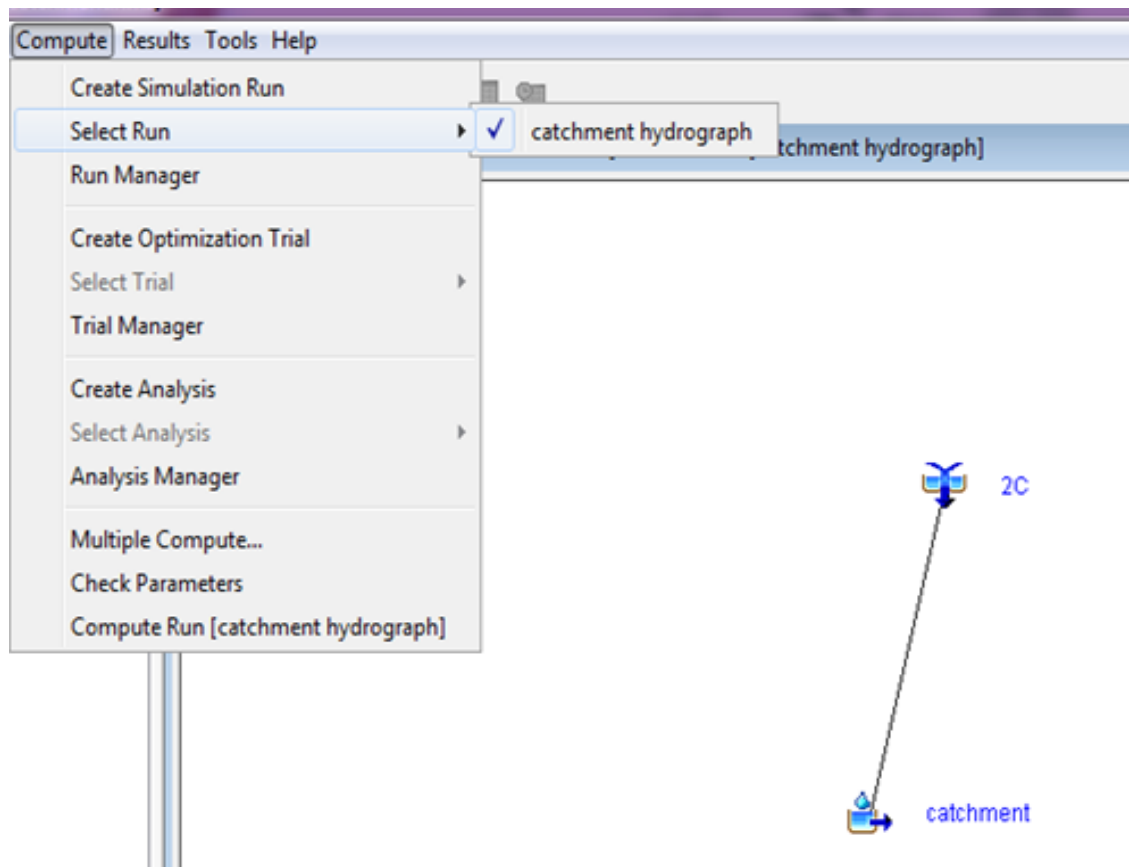 Compute Results Tools Help
Create Simulation Run
Select Run
catchment hydrograph
tchment hydrograph]
Run Manager
Create Optimization Trial
Select Trial
Trial Manager
Create Analysis
Select Analysis
Analysis Manager
Multiple Compute...
Check Parameters
Compute Run [catchment hydrograph]
2C
catchment